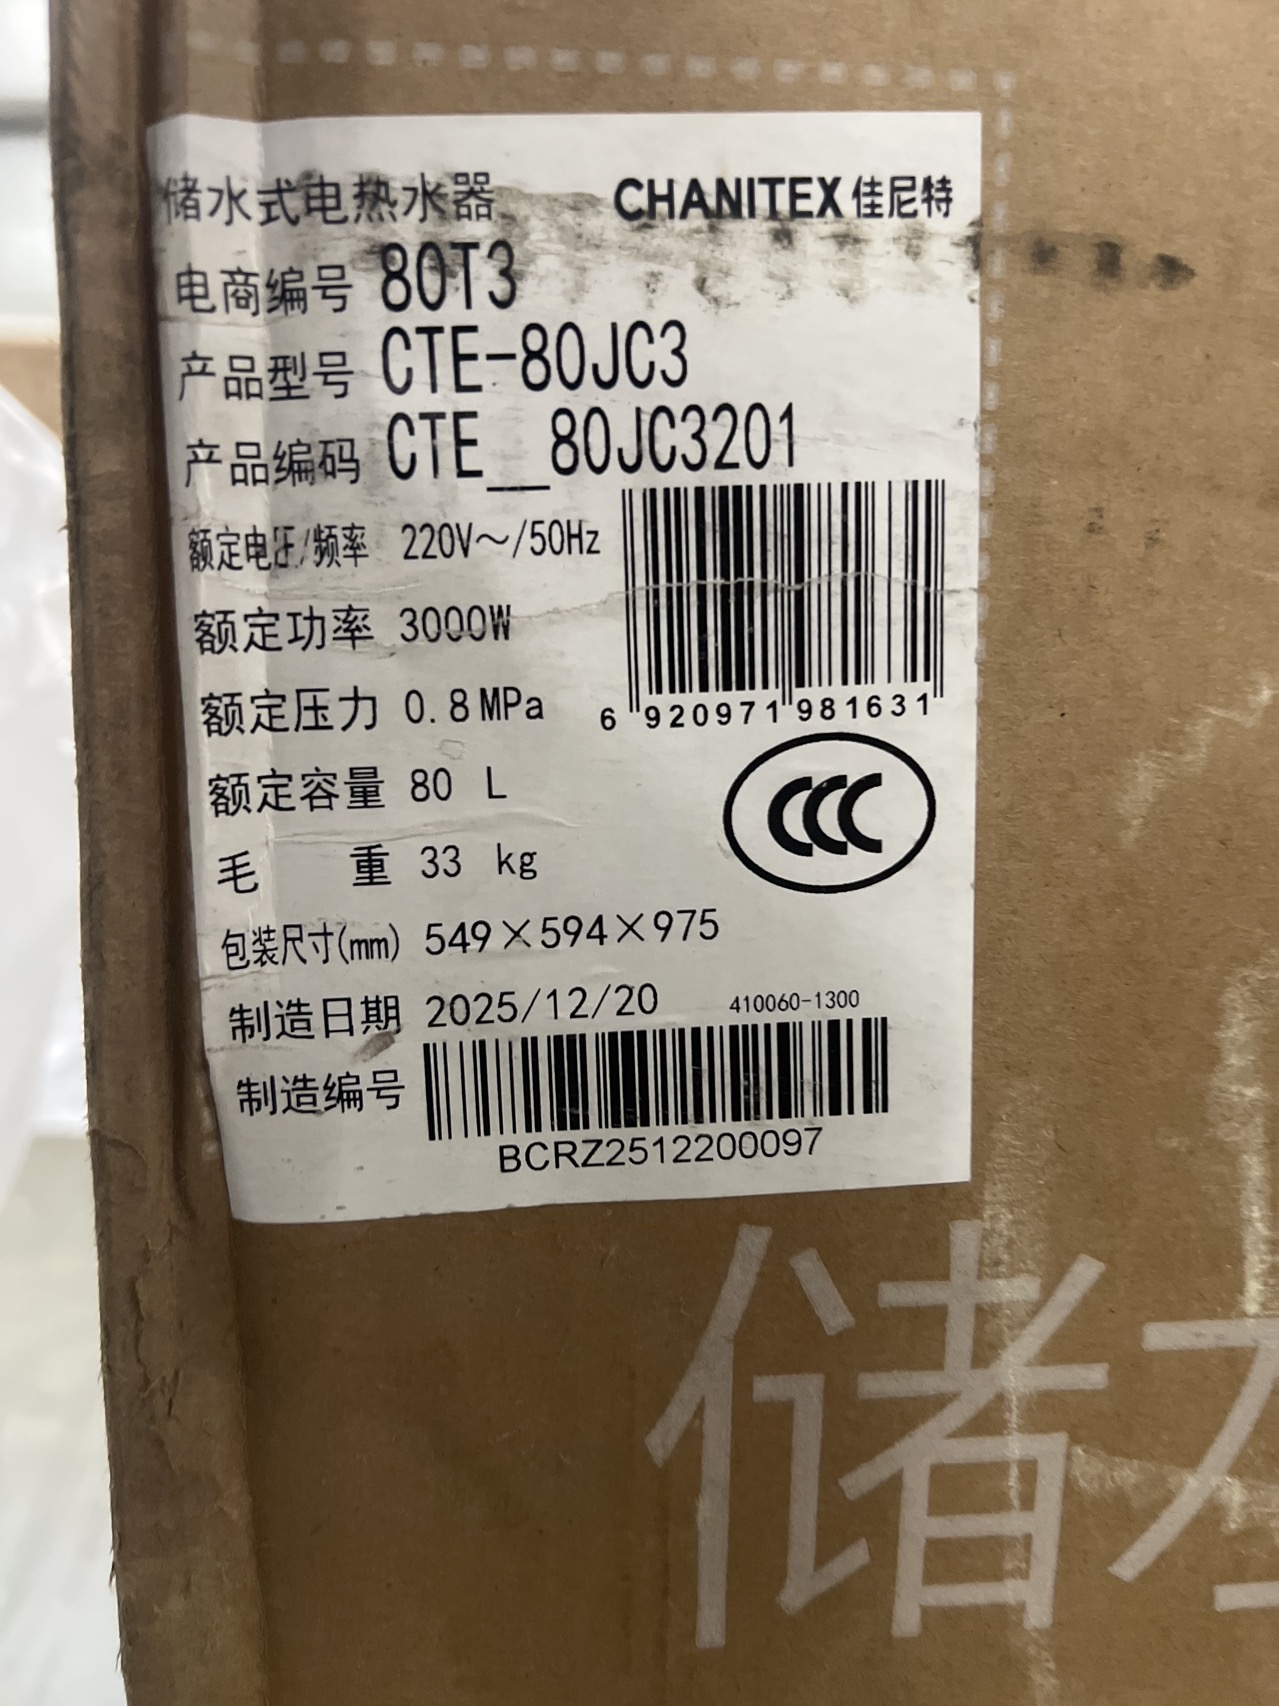 储水式电热水器 CHANITEX佳尼特
电商编号 80T3
产品型号 CTE-80JC3
产品编码 CTE__80JC3201
额定电压/频率 220V～/50Hz
额定功率 3000W
额定压力 0.8MPa
6 920971 981631
额定容量 80 L
CCC
毛 重 33 kg
包装尺寸(mm) 549×594×975
制造日期 2025/12/20 410060-1300
制造编号
BCRZ2512200097
储